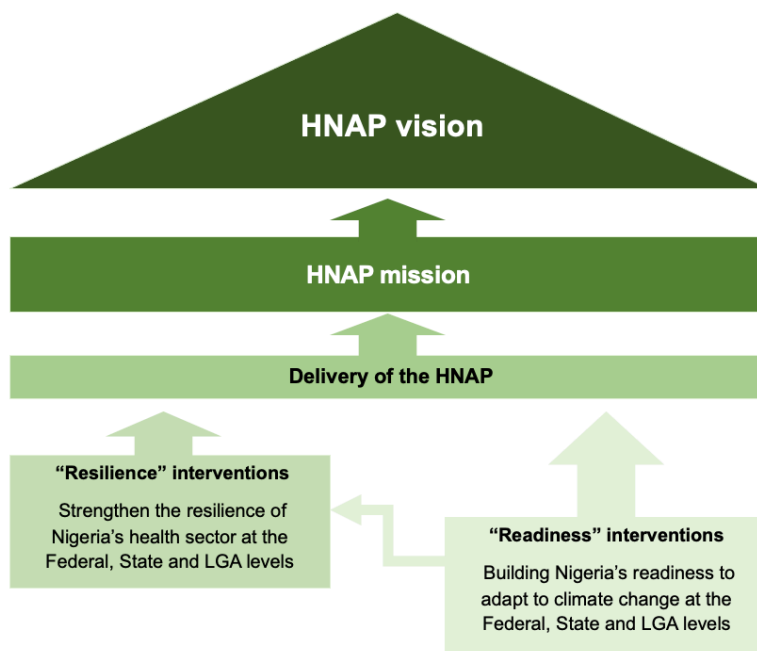 HNAP vision
HNAP mission
Delivery of the HNAP
“Resilience” interventions
Strengthen the resilience of
Nigeria’s health sector at the
Federal, State and LGA levels
“Readiness” interventions
Building Nigeria’s readiness to
adapt to climate change at the
Federal, State and LGA levels